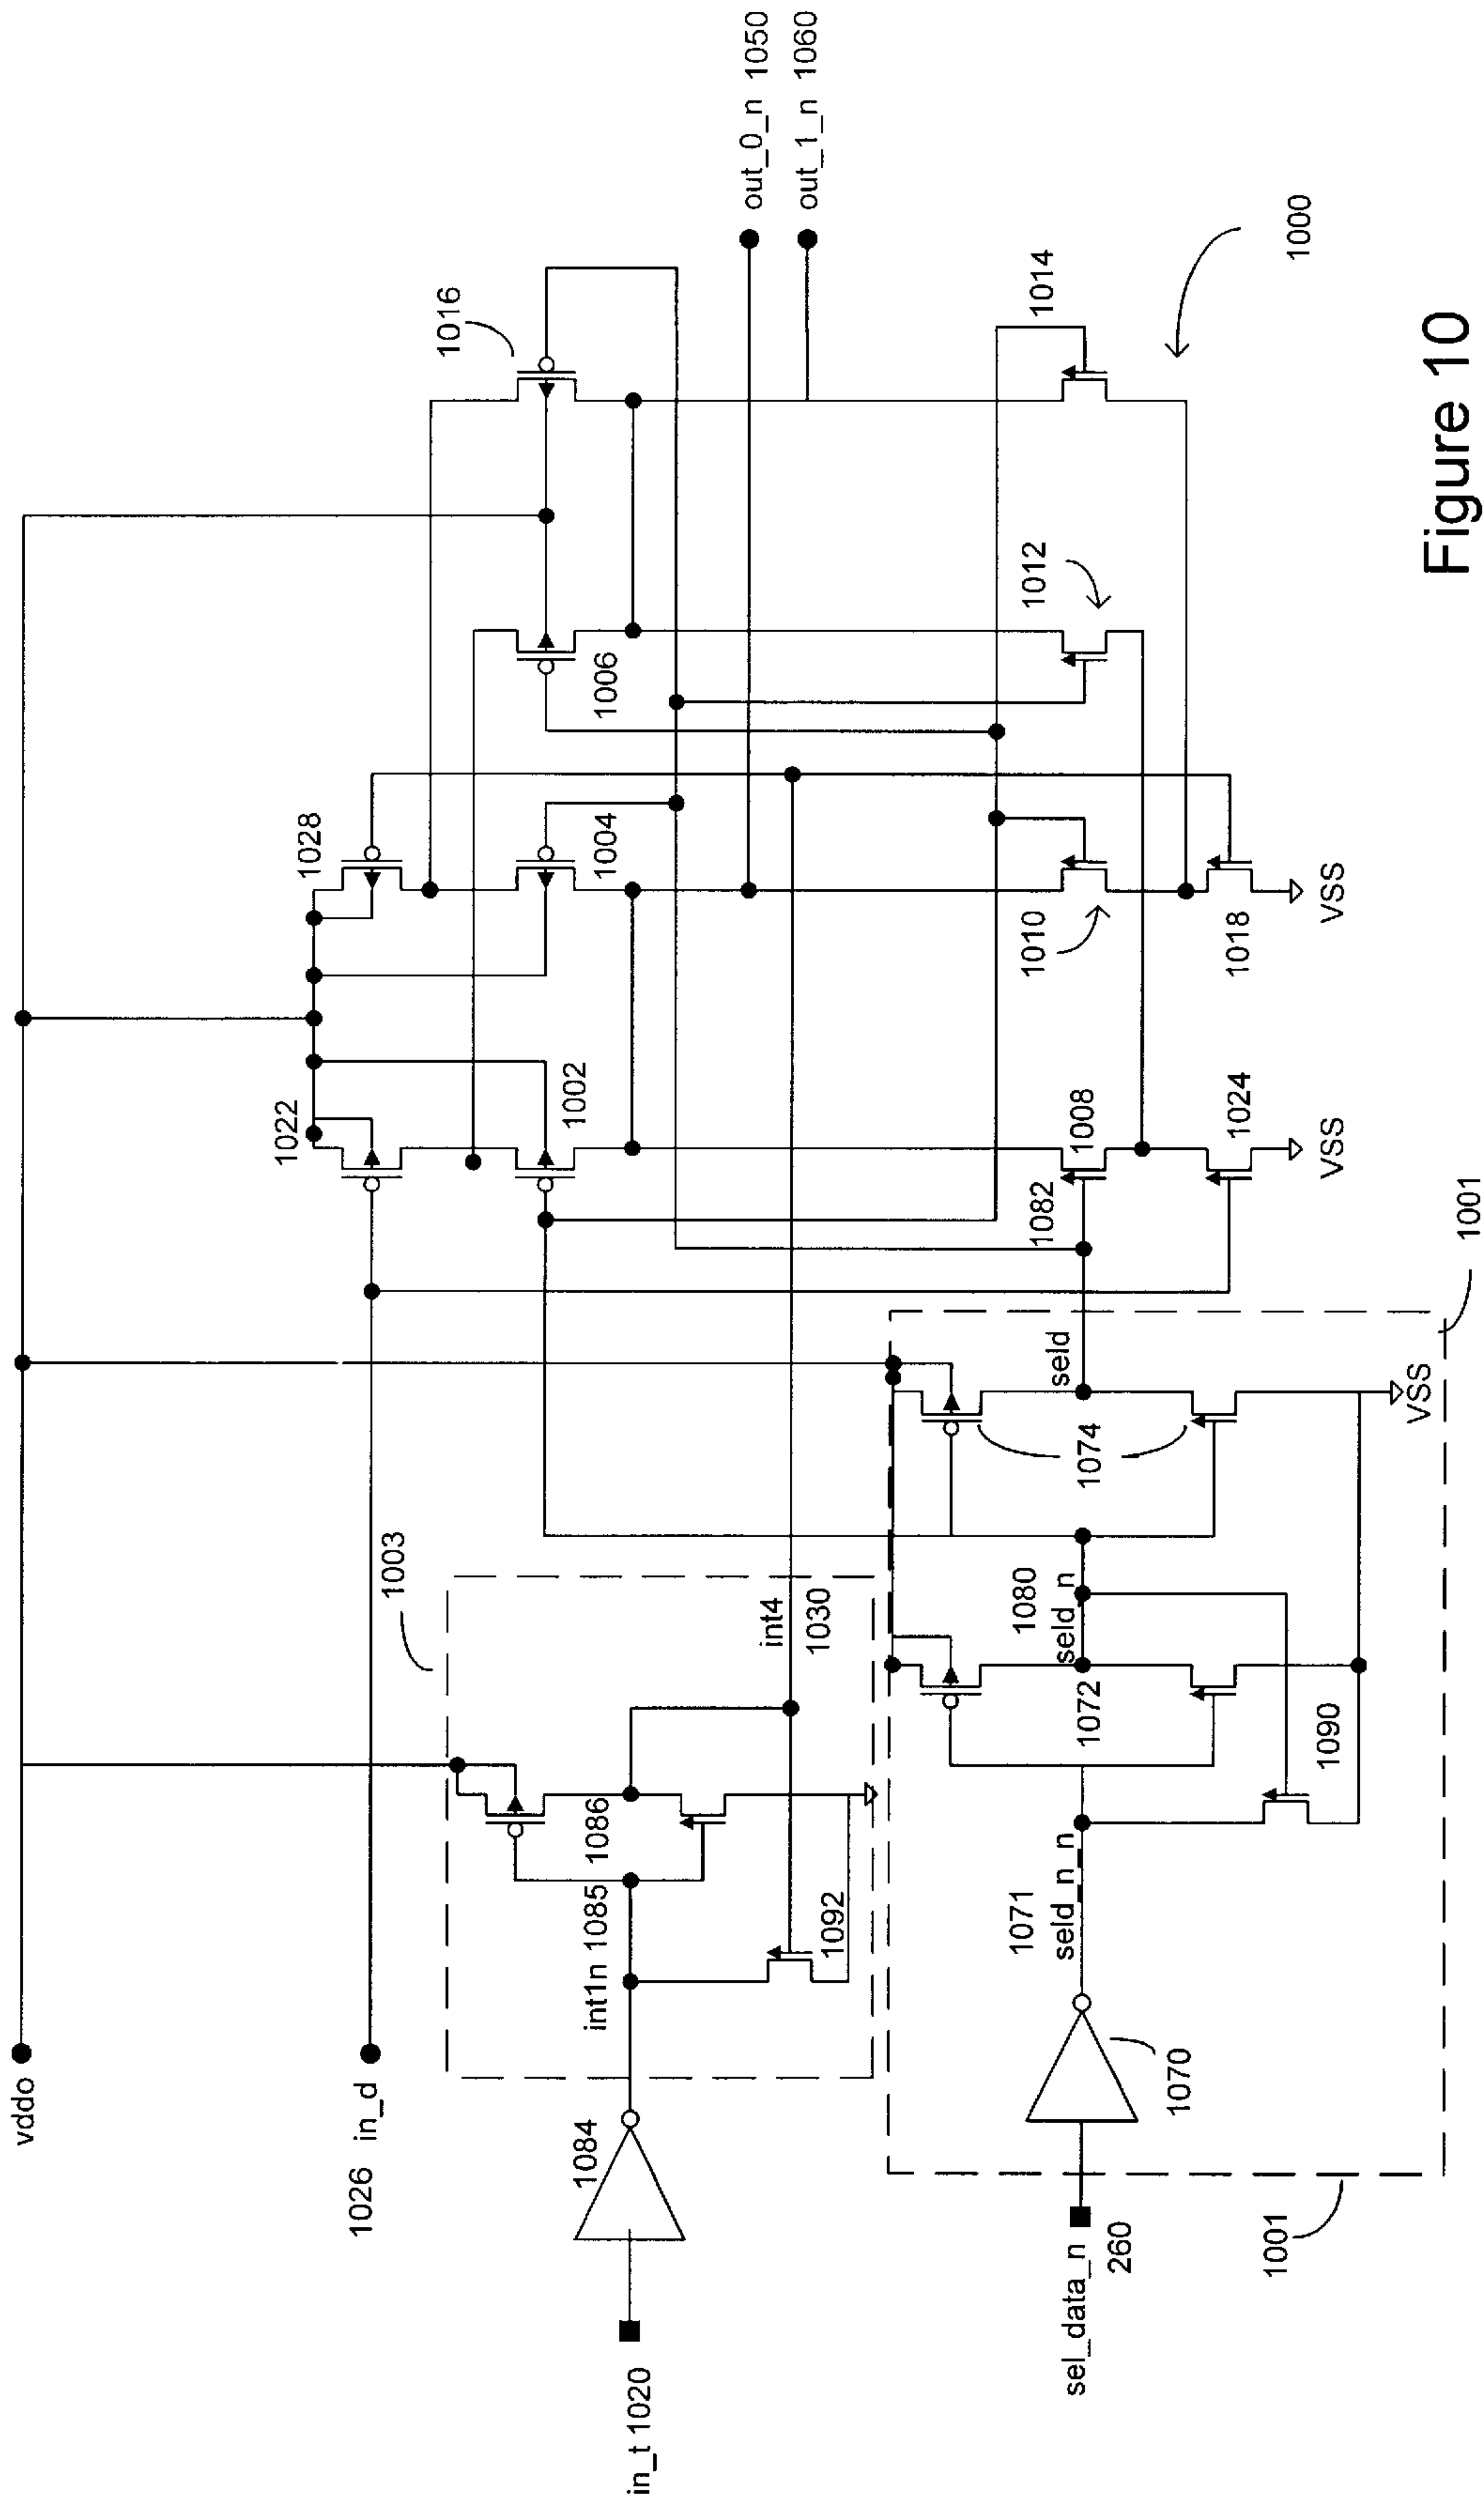 vddo
1026 in_d
in_t 1020
1084
int1n 1085
1086
1092
1003
int4
1030
sel_data_n
260
1001
1070
1071
seld_n_n
1090
1072
1080
seld_n
1074
seld
VSS
1001
1022
1002
1082
1008
1024
VSS
1028
1004
1010
1018
VSS
1006
1012
1016
1014
out_0_n 1050
out_1_n 1060
1000
Figure 10